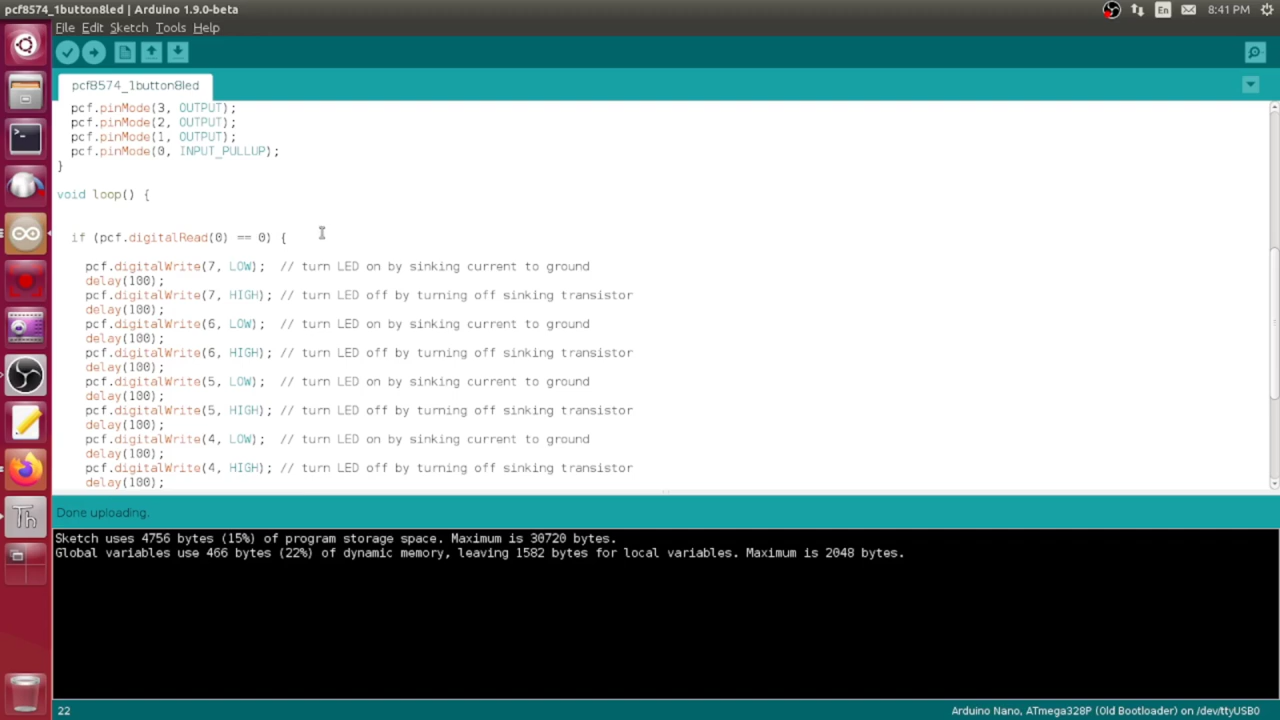 pcf8574_1button8led | Arduino 1.9.0-beta
En
8:41 PM
File Edit Sketch Tools Help
pcf8574_1button8led
pcf.pinMode(3, OUTPUT);
pcf.pinMode(2, OUTPUT);
pcf.pinMode(1, OUTPUT);
pcf.pinMode(0, INPUT_PULLUP);
}
void loop() {
if (pcf.digitalRead(0) == 0) {
pcf.digitalWrite(7, LOW);  // turn LED on by sinking current to ground
delay(100);
pcf.digitalWrite(7, HIGH); // turn LED off by turning off sinking transistor
delay(100);
pcf.digitalWrite(6, LOW);  // turn LED on by sinking current to ground
delay(100);
pcf.digitalWrite(6, HIGH); // turn LED off by turning off sinking transistor
delay(100);
pcf.digitalWrite(5, LOW);  // turn LED on by sinking current to ground
delay(100);
pcf.digitalWrite(5, HIGH); // turn LED off by turning off sinking transistor
delay(100);
pcf.digitalWrite(4, LOW);  // turn LED on by sinking current to ground
delay(100);
pcf.digitalWrite(4, HIGH); // turn LED off by turning off sinking transistor
delay(100);
Done uploading.
Sketch uses 4756 bytes (15%) of program storage space. Maximum is 30720 bytes.
Global variables use 466 bytes (22%) of dynamic memory, leaving 1582 bytes for local variables. Maximum is 2048 bytes.
Th
22
Arduino Nano, ATmega328P (Old Bootloader) on /dev/ttyUSB0